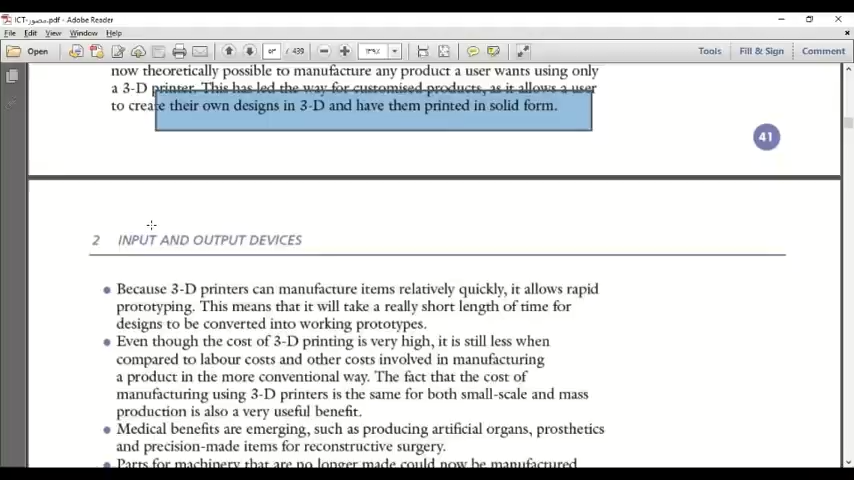 ICT-مصور.pdf - Adobe Reader
File Edit View Window Help
Open / 439 Tools Fill & Sign Comment
now theoretically possible to manufacture any product a user wants using only
a 3-D printer. This has led the way for customised products, as it allows a user
to create their own designs in 3-D and have them printed in solid form.
41
2 INPUT AND OUTPUT DEVICES
Because 3-D printers can manufacture items relatively quickly, it allows rapid
prototyping. This means that it will take a really short length of time for
designs to be converted into working prototypes.
Even though the cost of 3-D printing is very high, it is still less when
compared to labour costs and other costs involved in manufacturing
a product in the more conventional way. The fact that the cost of
manufacturing using 3-D printers is the same for both small-scale and mass
production is also a very useful benefit.
Medical benefits are emerging, such as producing artificial organs, prosthetics
and precision-made items for reconstructive surgery.
Parts for machinery that are no longer made could now be manufactured